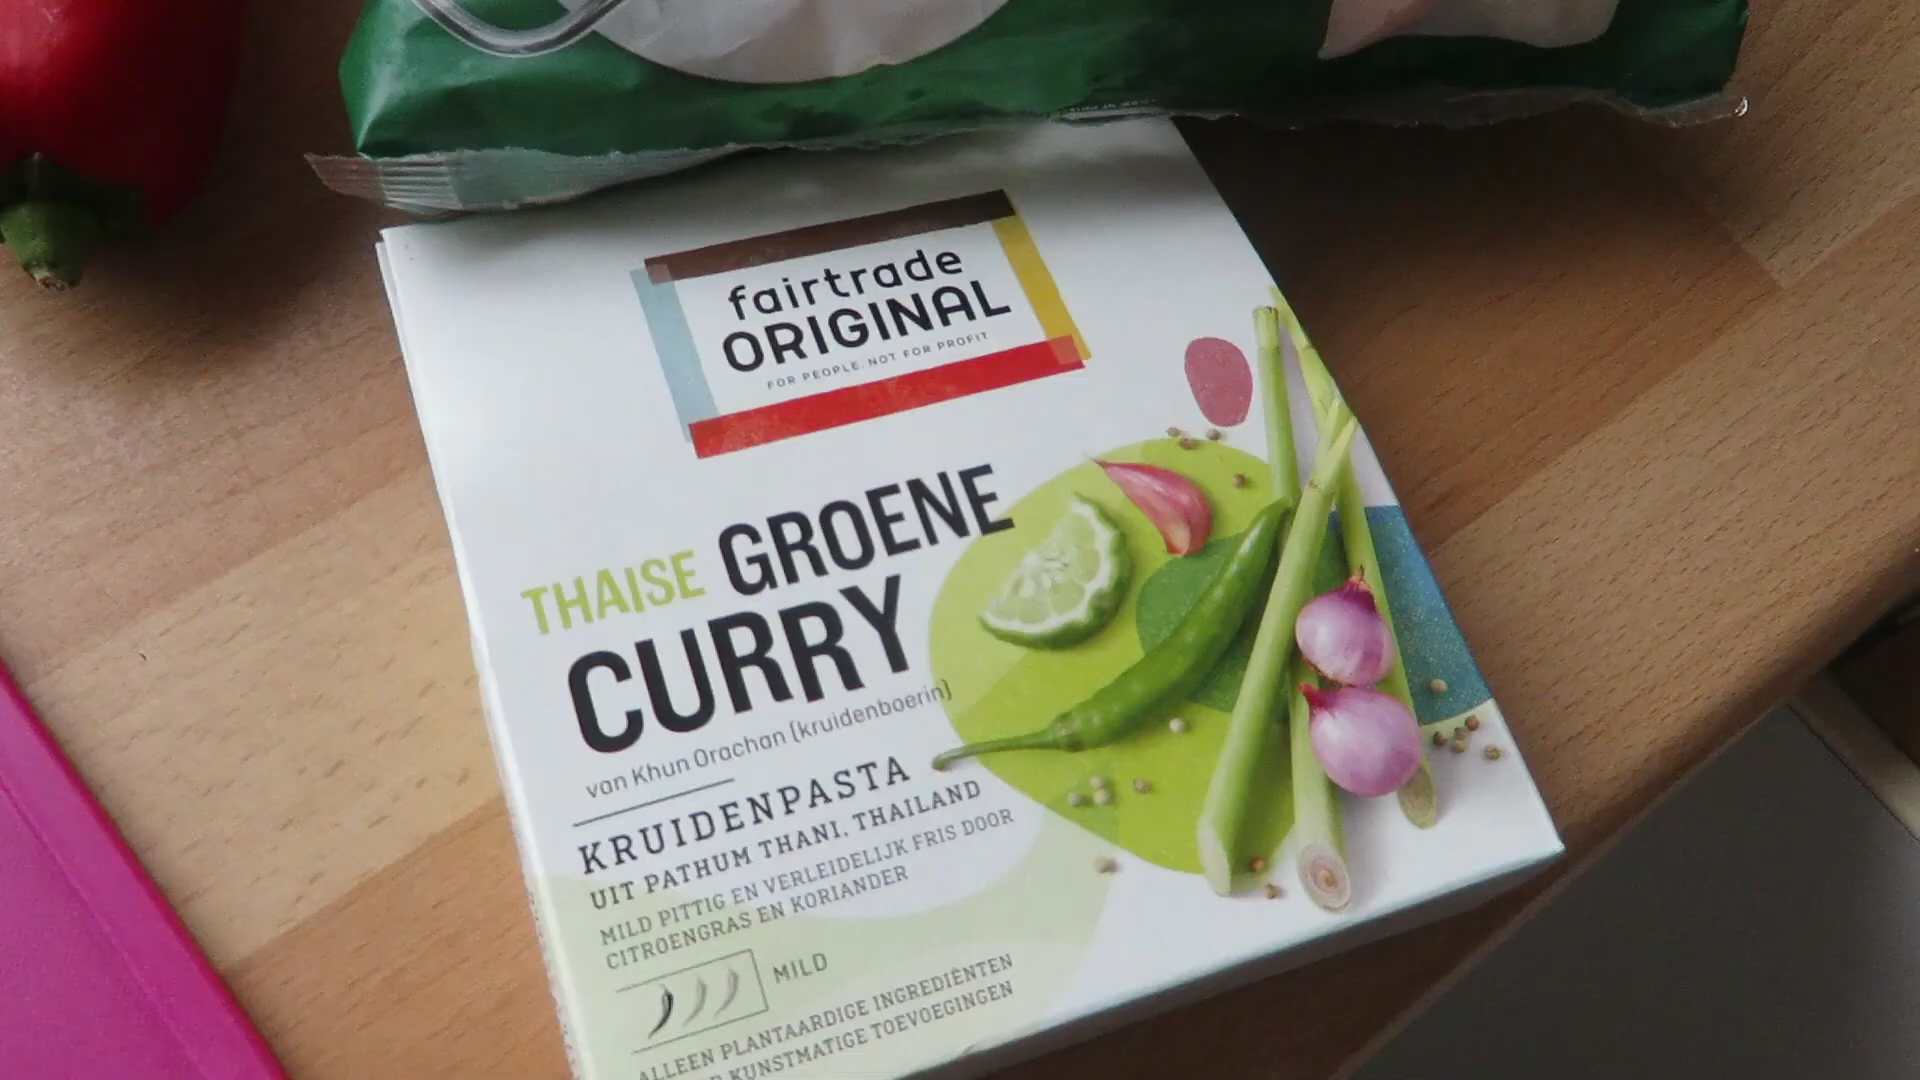 fairtrade
ORIGINAL
FOR PEOPLE. NOT FOR PROFIT
THAISE GROENE
CURRY
van Khun Orachan (kruidenboerin)
KRUIDENPASTA
UIT PATHUM THANI, THAILAND
MILD PITTIG EN VERLEIDELIJK FRIS DOOR
CITROENGRAS EN KORIANDER
MILD
ALLEEN PLANTAARDIGE INGREDIËNTEN
KUNSTMATIGE TOEVOEGINGEN